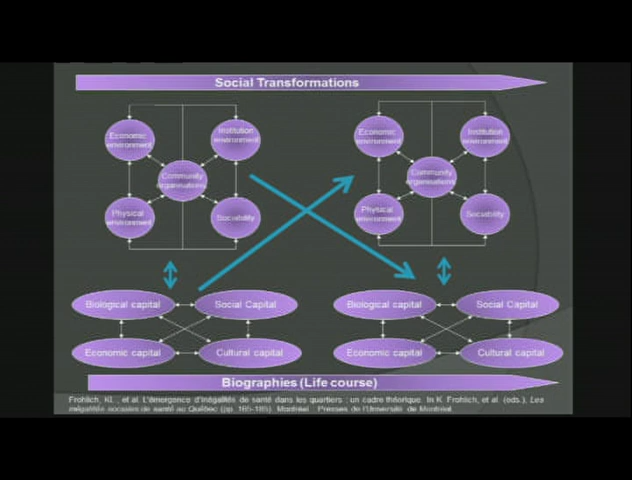 Social Transformations
Economic
environment
Institution
environment
Community
organisations
Physical
environment
Sociability
Economic
environment
Institution
environment
Community
organisations
Physical
environment
Sociability
Biological capital
Social Capital
Economic capital
Cultural capital
Biological capital
Social Capital
Economic capital
Cultural capital
Biographies (Life course)
Frohlich, KL., et al. L'émergence d'inégalités de santé dans les quartiers : un cadre théorique. In K. Frohlich, et al. (eds.), Les
inégalités sociales de santé au Québec (pp. 165-185). Montréal : Presses de l'Université de Montréal.